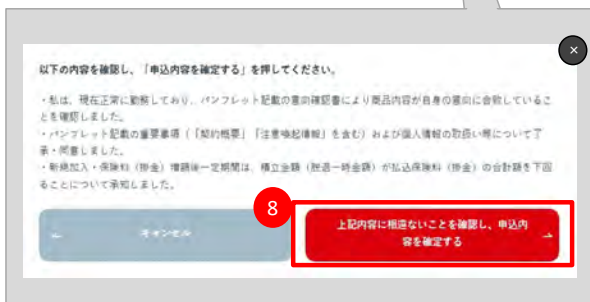 ×
以下の内容を確認し、「申込内容を確定する」を押してください。
・私は、現在正常に勤務しており、パンフレット記載の意向確認書により商品内容が自身の意向に合致しているこ
とを確認しました。
・パンフレット記載の重要事項（「契約概要」「注意喚起情報」を含む）および個人情報の取扱い等について了
承・同意しました。
・新規加入・保険料（掛金）増額後一定期間は、積立金額（脱退一時金額）が払込保険料（掛金）の合計額を下回
ることについて承知しました。
8
← キャンセル
上記内容に相違ないことを確認し、申込内
容を確定する →